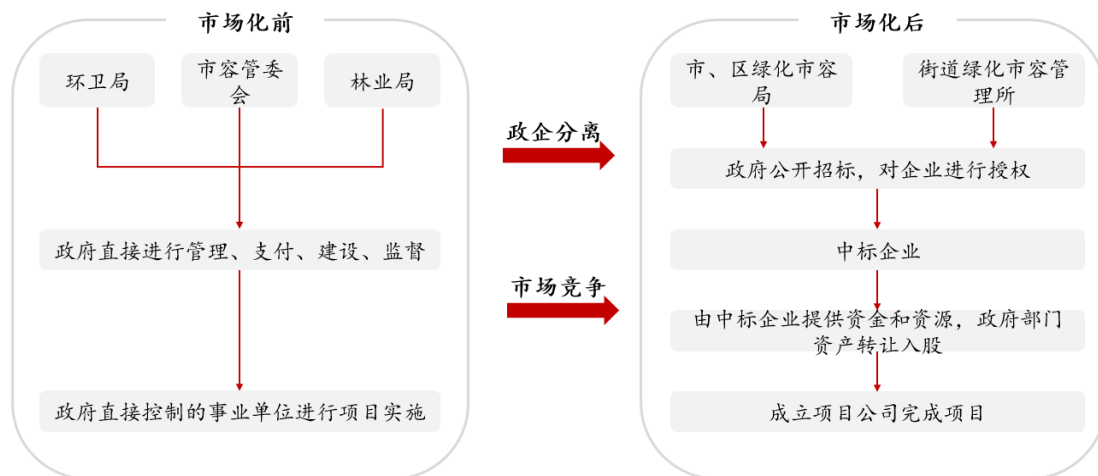 市场化前
环卫局
市容管委
会
林业局
政府直接进行管理、支付、建设、监督
政府直接控制的事业单位进行项目实施
政企分离
市场竞争
市场化后
市、区绿化市容
局
街道绿化市容管
理所
政府公开招标，对企业进行授权
中标企业
由中标企业提供资金和资源，政府部门
资产转让入股
成立项目公司完成项目